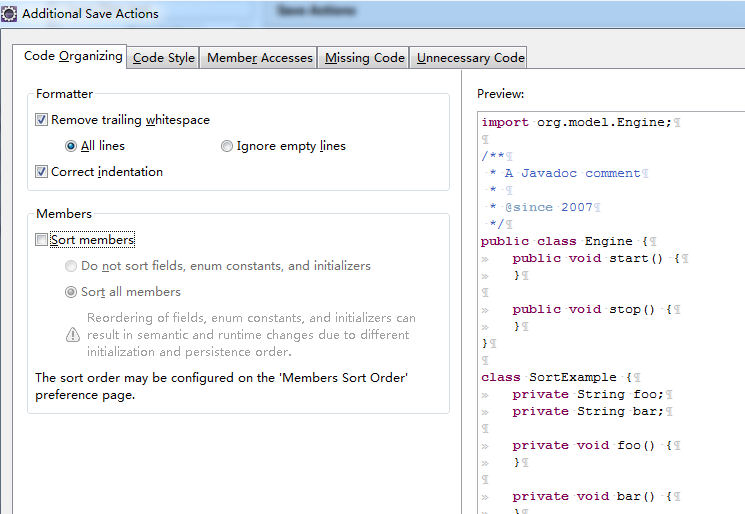 Additional Save Actions
Save Actions
Code Organizing Code Style Member Accesses Missing Code Unnecessary Code
Formatter
Remove trailing whitespace
All lines Ignore empty lines
Correct indentation
Members
Sort members
Do not sort fields, enum constants, and initializers
Sort all members
Reordering of fields, enum constants, and initializers can
result in semantic and runtime changes due to different
initialization and persistence order.
The sort order may be configured on the 'Members Sort Order'
preference page.
Preview:
import·org.model.Engine;¶
¶
/**¶
·*·A·Javadoc·comment¶
·*·¶
·*·@since·2007¶
·*/¶
public·class·Engine·{¶
»   public·void·start()·{¶
»   }¶
¶
»   public·void·stop()·{¶
»   }¶
}¶
¶
class·SortExample·{¶
»   private·String·foo;¶
»   private·String·bar;¶
¶
»   private·void·foo()·{¶
»   }¶
¶
»   private·void·bar()·{¶
»   }¶